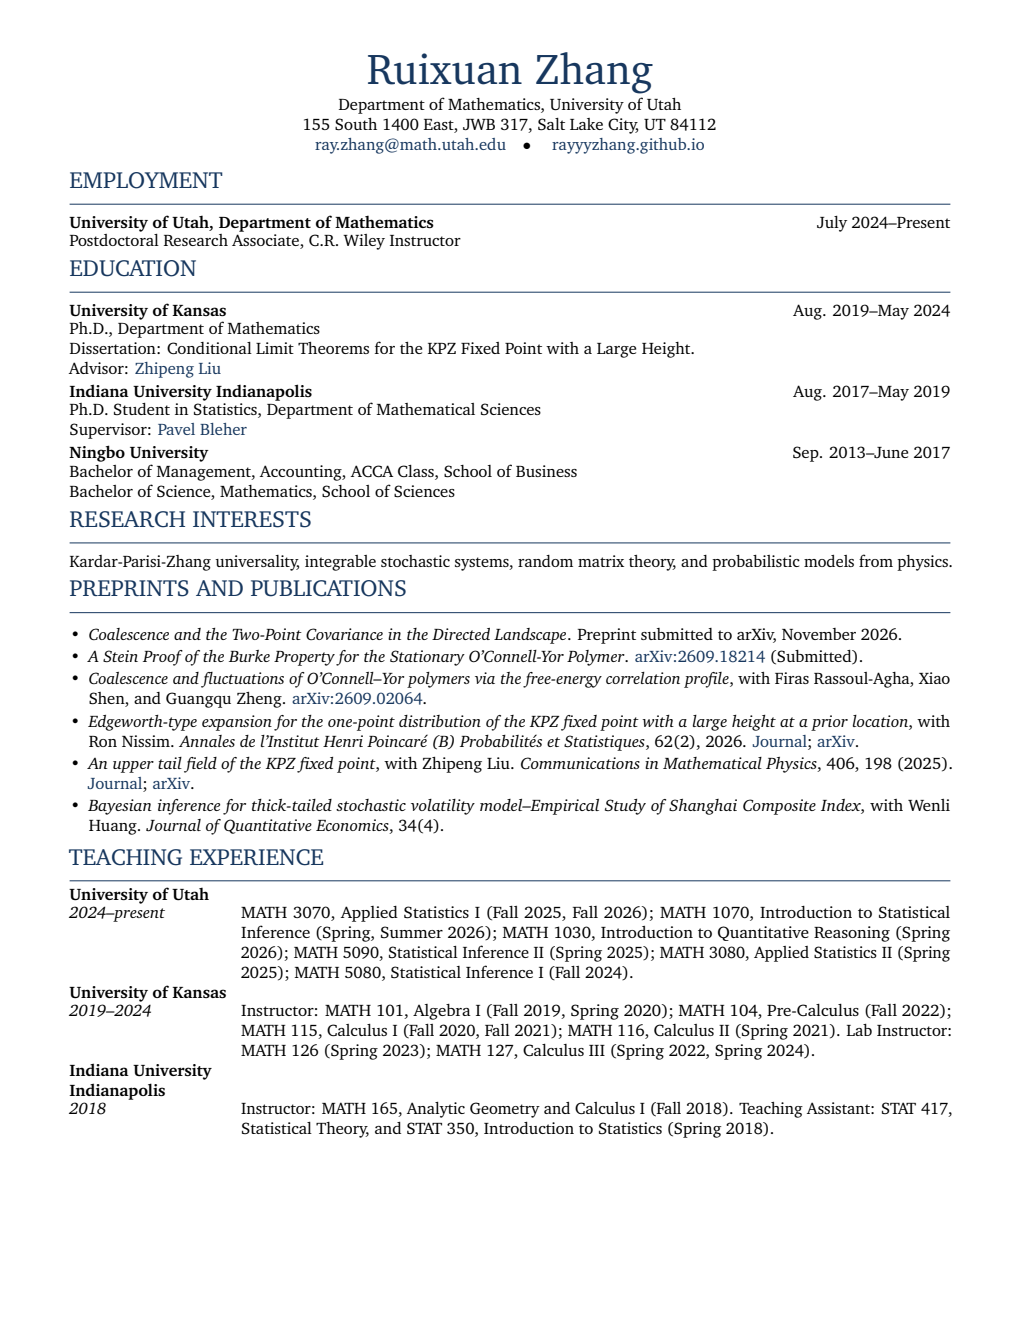 Ruixuan Zhang
Department of Mathematics, University of Utah
155 South 1400 East, JWB 317, Salt Lake City, UT 84112
ray.zhang@math.utah.edu • rayyyzhang.github.io
EMPLOYMENT
University of Utah, Department of Mathematics July 2024–Present
Postdoctoral Research Associate, C.R. Wiley Instructor
EDUCATION
University of Kansas Aug. 2019–May 2024
Ph.D., Department of Mathematics
Dissertation: Conditional Limit Theorems for the KPZ Fixed Point with a Large Height.
Advisor: Zhipeng Liu
Indiana University Indianapolis Aug. 2017–May 2019
Ph.D. Student in Statistics, Department of Mathematical Sciences
Supervisor: Pavel Bleher
Ningbo University Sep. 2013–June 2017
Bachelor of Management, Accounting, ACCA Class, School of Business
Bachelor of Science, Mathematics, School of Sciences
RESEARCH INTERESTS
Kardar-Parisi-Zhang universality, integrable stochastic systems, random matrix theory, and probabilistic models from physics.
PREPRINTS AND PUBLICATIONS
• Coalescence and the Two-Point Covariance in the Directed Landscape. Preprint submitted to arXiv, November 2026.
• A Stein Proof of the Burke Property for the Stationary O’Connell-Yor Polymer. arXiv:2609.18214 (Submitted).
• Coalescence and fluctuations of O’Connell–Yor polymers via the free-energy correlation profile, with Firas Rassoul-Agha, Xiao
Shen, and Guangqu Zheng. arXiv:2609.02064.
• Edgeworth-type expansion for the one-point distribution of the KPZ fixed point with a large height at a prior location, with
Ron Nissim. Annales de l’Institut Henri Poincaré (B) Probabilités et Statistiques, 62(2), 2026. Journal; arXiv.
• An upper tail field of the KPZ fixed point, with Zhipeng Liu. Communications in Mathematical Physics, 406, 198 (2025).
Journal; arXiv.
• Bayesian inference for thick-tailed stochastic volatility model–Empirical Study of Shanghai Composite Index, with Wenli
Huang. Journal of Quantitative Economics, 34(4).
TEACHING EXPERIENCE
University of Utah
2024–present MATH 3070, Applied Statistics I (Fall 2025, Fall 2026); MATH 1070, Introduction to Statistical
Inference (Spring, Summer 2026); MATH 1030, Introduction to Quantitative Reasoning (Spring
2026); MATH 5090, Statistical Inference II (Spring 2025); MATH 3080, Applied Statistics II (Spring
2025); MATH 5080, Statistical Inference I (Fall 2024).
University of Kansas
2019–2024 Instructor: MATH 101, Algebra I (Fall 2019, Spring 2020); MATH 104, Pre-Calculus (Fall 2022);
MATH 115, Calculus I (Fall 2020, Fall 2021); MATH 116, Calculus II (Spring 2021). Lab Instructor:
MATH 126 (Spring 2023); MATH 127, Calculus III (Spring 2022, Spring 2024).
Indiana University
Indianapolis
2018 Instructor: MATH 165, Analytic Geometry and Calculus I (Fall 2018). Teaching Assistant: STAT 417,
Statistical Theory, and STAT 350, Introduction to Statistics (Spring 2018).